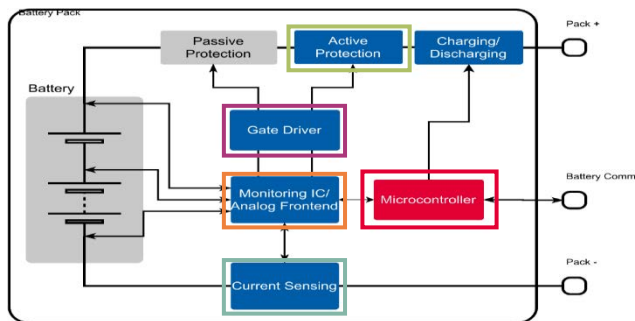 Battery Pack
Pack +
Passive
Protection
Active
Protection
Charging/
Discharging
Battery
Gate Driver
Monitoring IC/
Analog Frontend
Microcontroller
Battery Comm
Pack -
Current Sensing